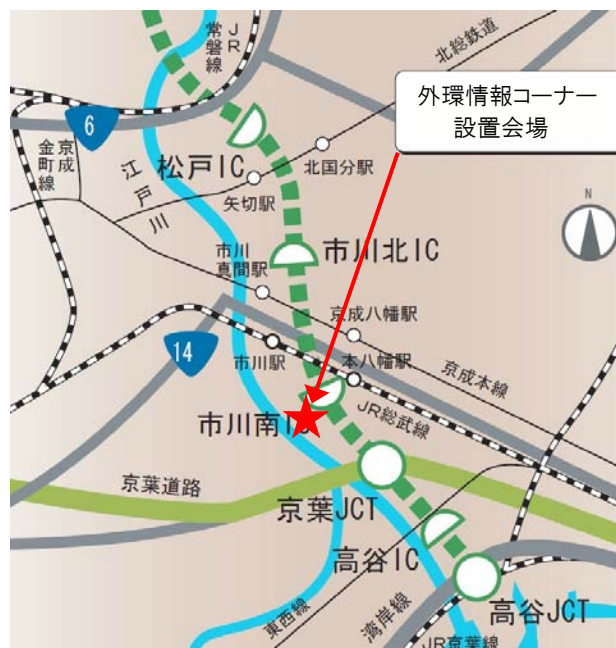 JR
常磐線
北総鉄道
外環情報コーナー
設置会場
6
京成
金町線
松戸IC
北国分駅
江戸川
矢切駅
N
市川
真間駅
市川北IC
京成八幡駅
14
市川駅
本八幡駅
京成本線
JR総武線
市川南IC
京葉道路
京葉JCT
高谷IC
東西線
湾岸線
高谷JCT
JR京葉線